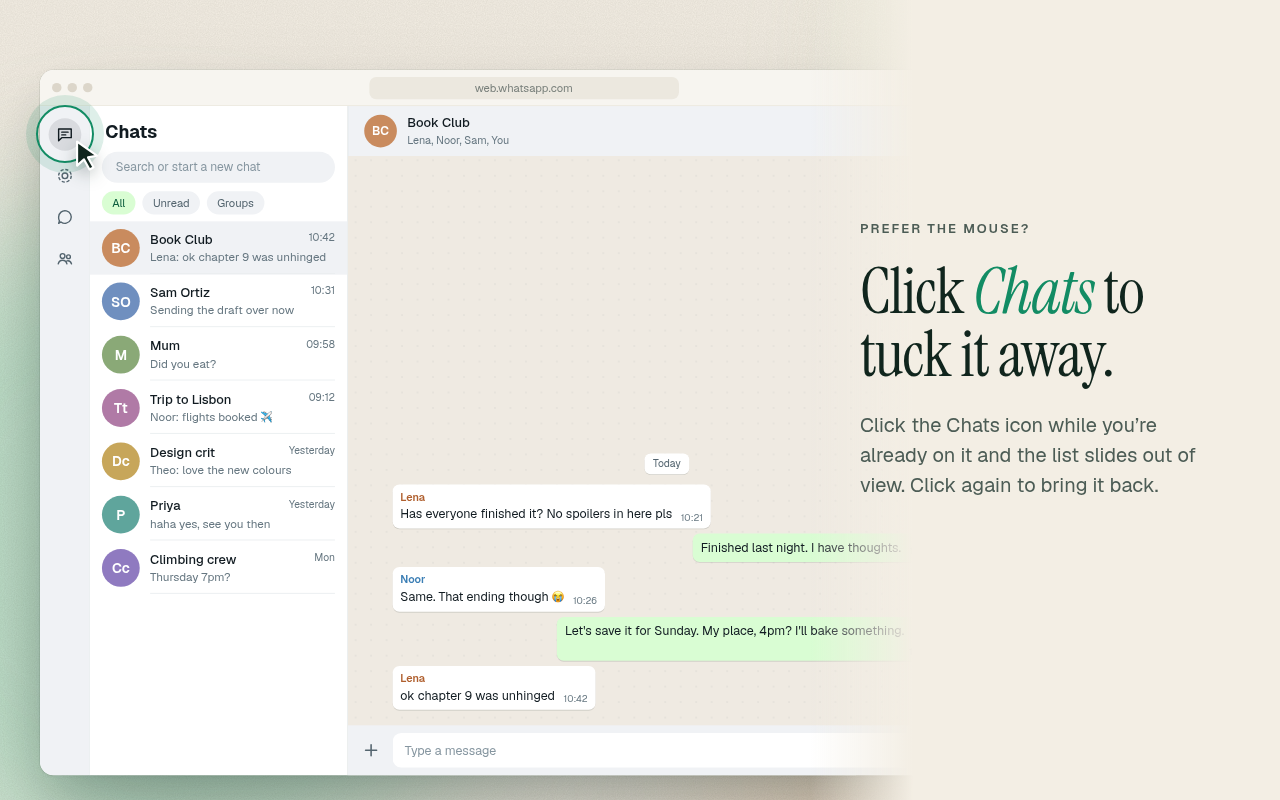 web.whatsapp.com
Chats
Search or start a new chat
All
Unread
Groups
BC
Book Club
10:42
Lena: ok chapter 9 was unhinged
SO
Sam Ortiz
10:31
Sending the draft over now
M
Mum
09:58
Did you eat?
Tt
Trip to Lisbon
09:12
Noor: flights booked ✈️
Dc
Design crit
Yesterday
Theo: love the new colours
P
Priya
Yesterday
haha yes, see you then
Cc
Climbing crew
Mon
Thursday 7pm?
BC
Book Club
Lena, Noor, Sam, You
Today
Lena
Has everyone finished it? No spoilers in here pls 10:21
Finished last night. I have thoughts.
Noor
Same. That ending though 😭 10:26
Let's save it for Sunday. My place, 4pm? I'll bake something.
Lena
ok chapter 9 was unhinged 10:42
Type a message
PREFER THE MOUSE?
Click Chats to
tuck it away.
Click the Chats icon while you're
already on it and the list slides out of
view. Click again to bring it back.